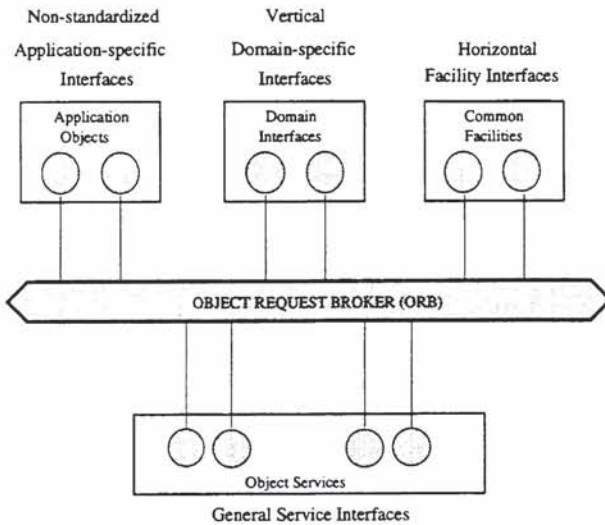 Non-standardized
Application-specific
Interfaces
Vertical
Domain-specific
Interfaces
Horizontal
Facility Interfaces
Application
Objects
Domain
Interfaces
Common
Facilities
OBJECT REQUEST BROKER (ORB)
Object Services
General Service Interfaces